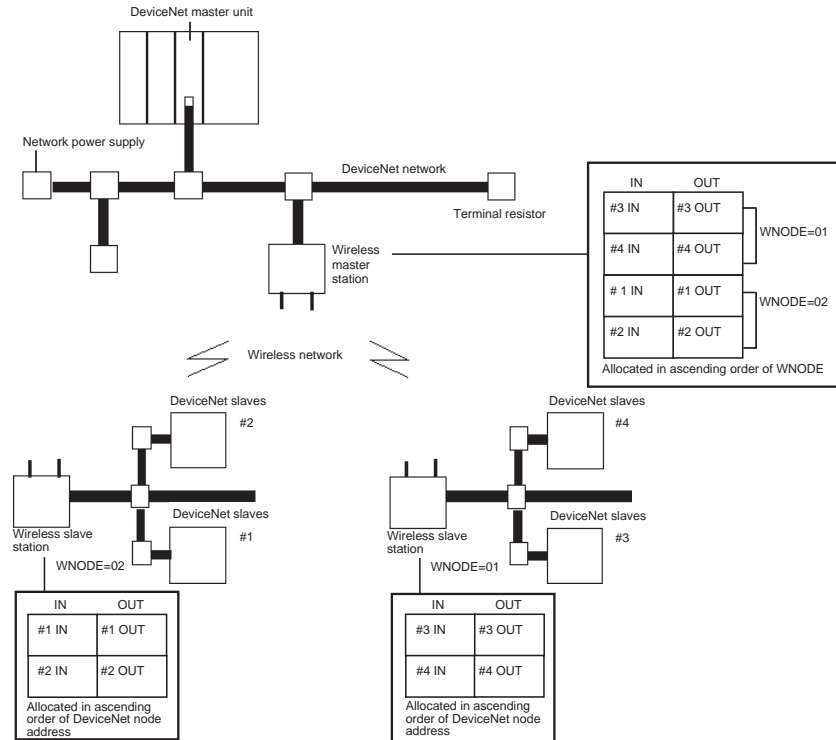 DeviceNet master unit
Network power supply
DeviceNet network
Terminal resistor
Wireless
master
station
IN OUT
#3 IN #3 OUT
#4 IN #4 OUT
# 1 IN #1 OUT
#2 IN #2 OUT
WNODE=01
WNODE=02
Allocated in ascending order of WNODE
Wireless network
DeviceNet slaves
#2
DeviceNet slaves
#1
Wireless slave
station
WNODE=02
IN OUT
#1 IN #1 OUT
#2 IN #2 OUT
Allocated in ascending
order of DeviceNet node
address
DeviceNet slaves
#4
DeviceNet slaves
#3
Wireless slave
station
WNODE=01
IN OUT
#3 IN #3 OUT
#4 IN #4 OUT
Allocated in ascending
order of DeviceNet node
address